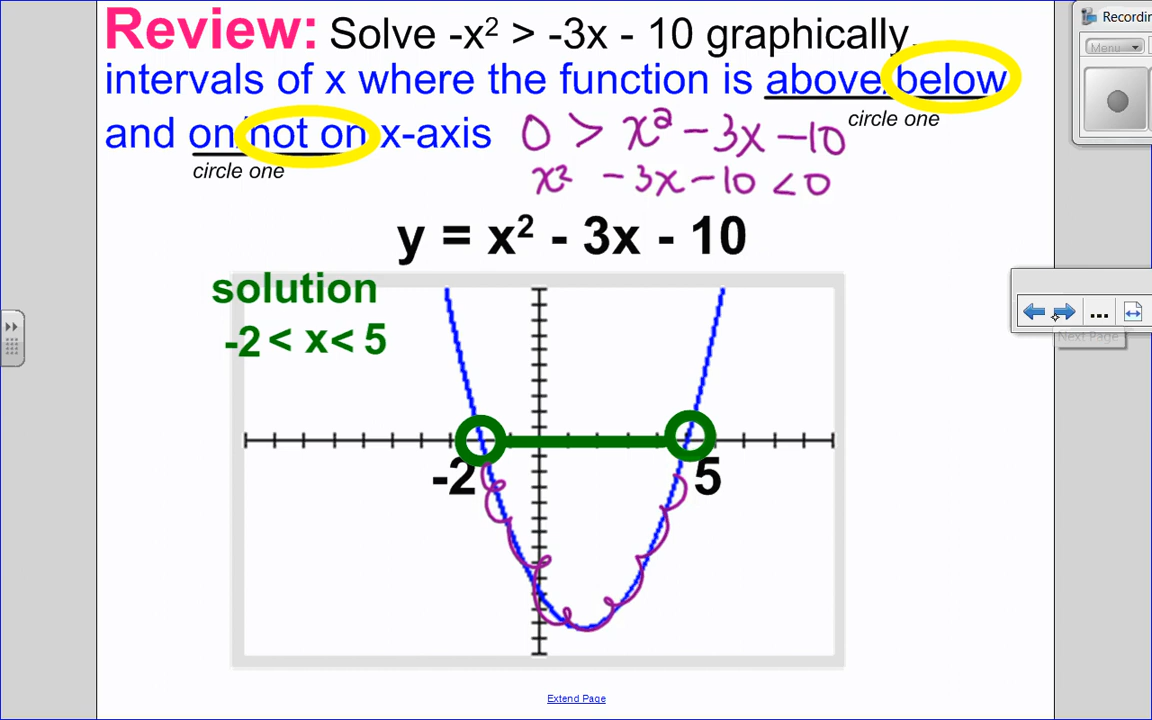 Review: Solve -x² > -3x - 10 graphically.
intervals of x where the function is above/below
circle one
and on/not on x-axis
circle one
0 > x² - 3x - 10
x² - 3x - 10 < 0
y = x² - 3x - 10
solution
-2 < x < 5
-2
5
Extend Page
Recordin
Menu
...
Next Page